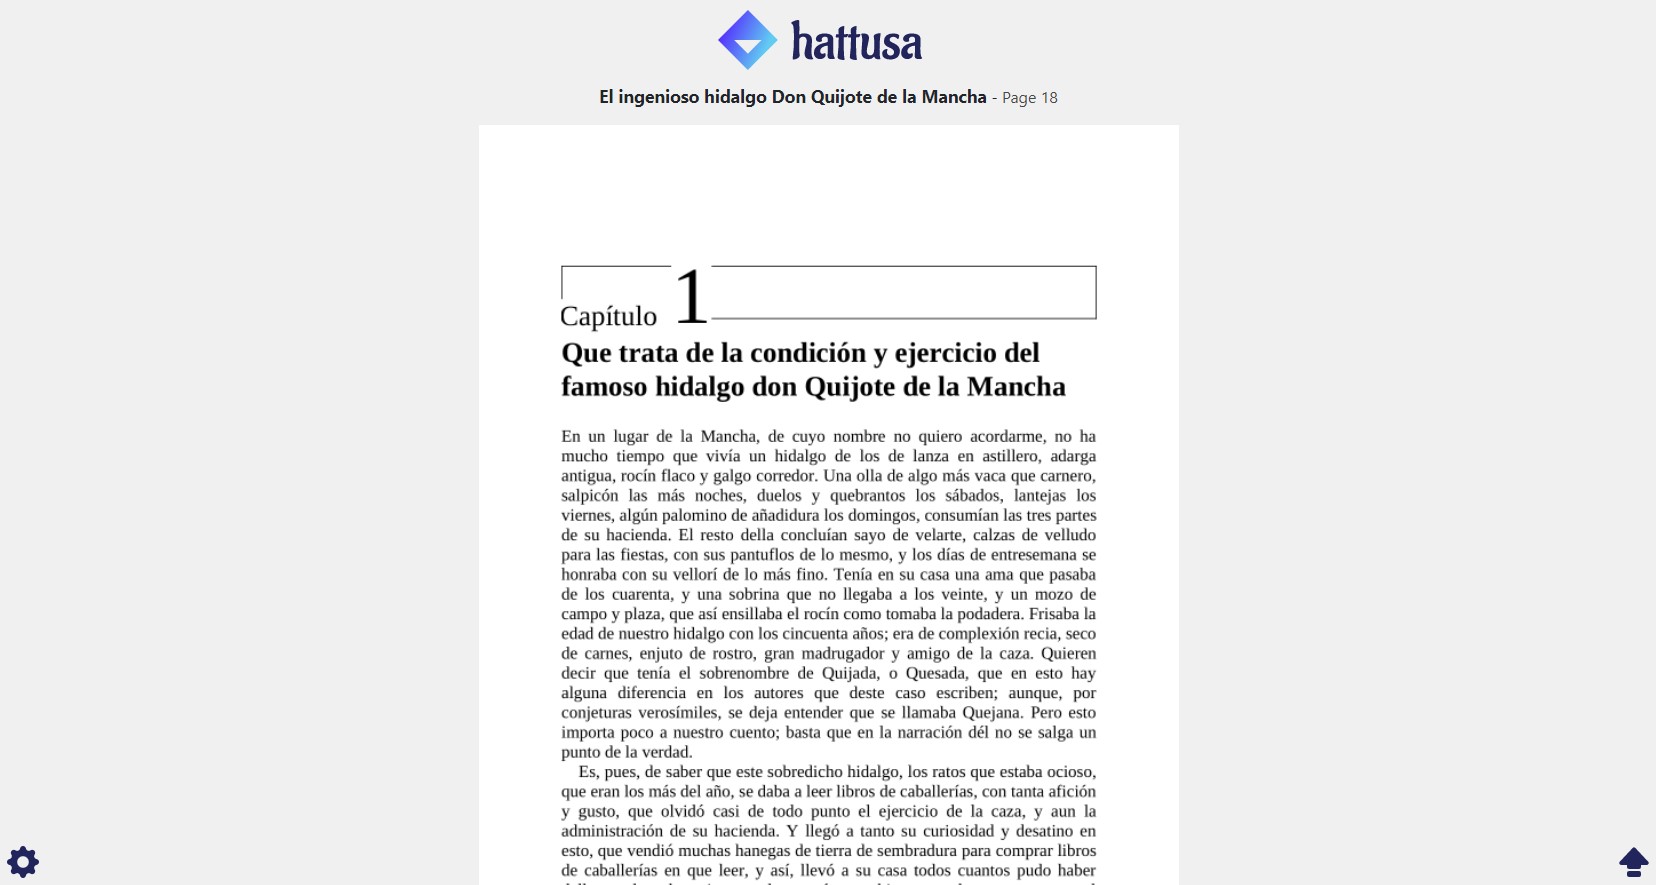 hattusa
El ingenioso hidalgo Don Quijote de la Mancha - Page 18
Capítulo 1
Que trata de la condición y ejercicio del
famoso hidalgo don Quijote de la Mancha
En un lugar de la Mancha, de cuyo nombre no quiero acordarme, no ha
mucho tiempo que vivía un hidalgo de los de lanza en astillero, adarga
antigua, rocín flaco y galgo corredor. Una olla de algo más vaca que carnero,
salpicón las más noches, duelos y quebrantos los sábados, lantejas los
viernes, algún palomino de añadidura los domingos, consumían las tres partes
de su hacienda. El resto della concluían sayo de velarte, calzas de velludo
para las fiestas, con sus pantuflos de lo mesmo, y los días de entresemana se
honraba con su vellorí de lo más fino. Tenía en su casa una ama que pasaba
de los cuarenta, y una sobrina que no llegaba a los veinte, y un mozo de
campo y plaza, que así ensillaba el rocín como tomaba la podadera. Frisaba la
edad de nuestro hidalgo con los cincuenta años; era de complexión recia, seco
de carnes, enjuto de rostro, gran madrugador y amigo de la caza. Quieren
decir que tenía el sobrenombre de Quijada, o Quesada, que en esto hay
alguna diferencia en los autores que deste caso escriben; aunque, por
conjeturas verosímiles, se deja entender que se llamaba Quejana. Pero esto
importa poco a nuestro cuento; basta que en la narración dél no se salga un
punto de la verdad.
Es, pues, de saber que este sobredicho hidalgo, los ratos que estaba ocioso,
que eran los más del año, se daba a leer libros de caballerías, con tanta afición
y gusto, que olvidó casi de todo punto el ejercicio de la caza, y aun la
administración de su hacienda. Y llegó a tanto su curiosidad y desatino en
esto, que vendió muchas hanegas de tierra de sembradura para comprar libros
de caballerías en que leer, y así, llevó a su casa todos cuantos pudo haber